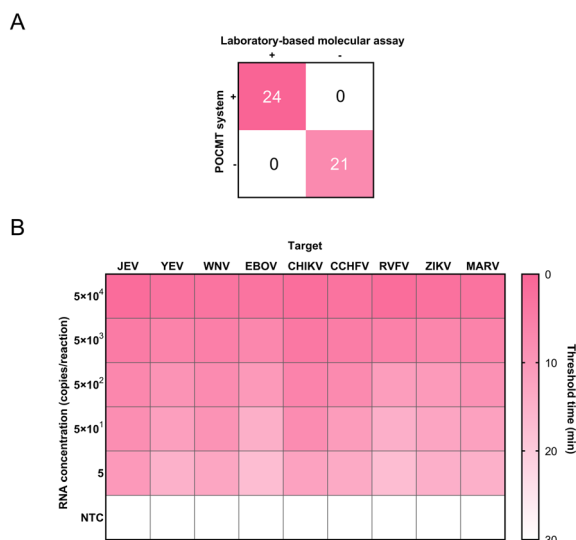 A
Laboratory-based molecular assay
+ -
POCMT system
+ 24 0
- 0 21
B
Target
JEV YEV WNV EBOV CHIKV CCHFV RVFV ZIKV MARV
RNA concentration (copies/reaction)
5×10⁴
5×10³
5×10²
5×10¹
5
NTC
0
10
20
30
Threshold time (min)